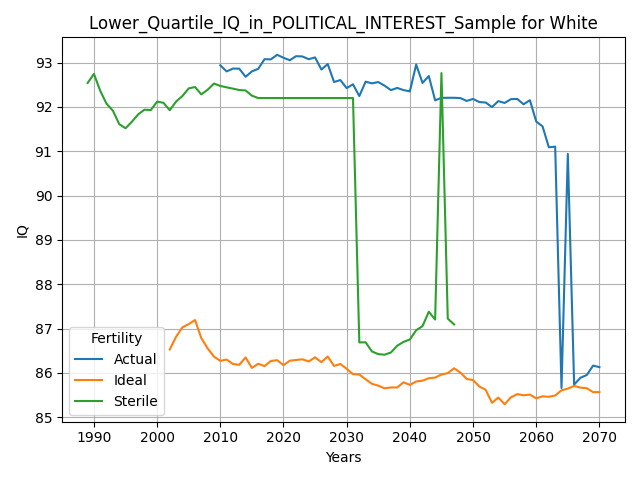 Lower_Quartile_IQ_in_POLITICAL_INTEREST_Sample for White
93
92
91
90
89
88
87
86
85
IQ
Fertility
Actual
Ideal
Sterile
1990 2000 2010 2020 2030 2040 2050 2060 2070
Years